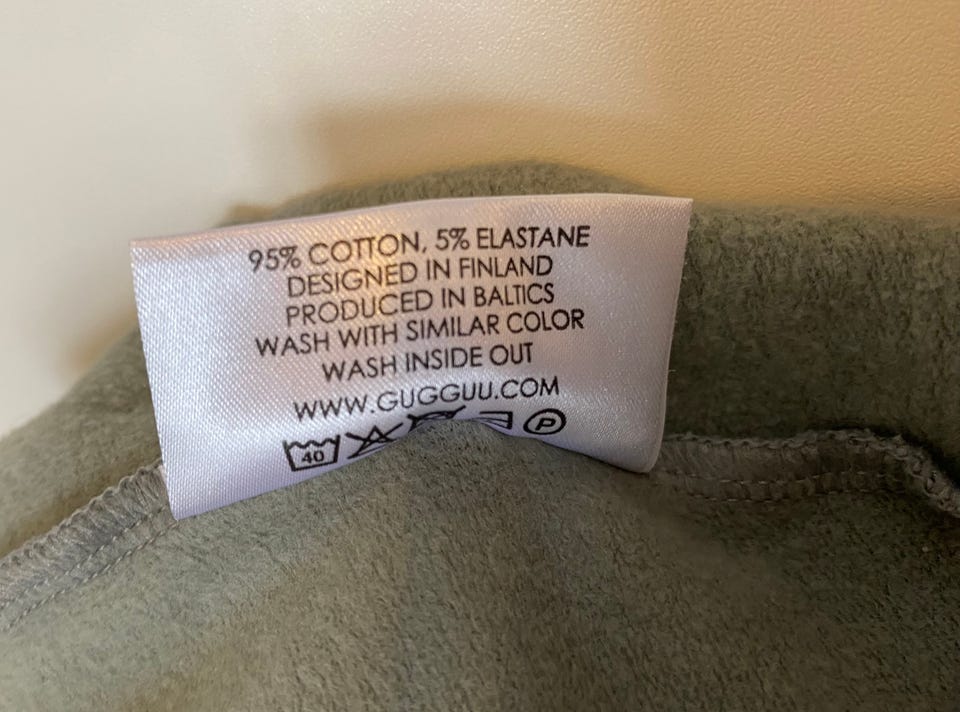 95% COTTON, 5% ELASTANE
DESIGNED IN FINLAND
PRODUCED IN BALTICS
WASH WITH SIMILAR COLOR
WASH INSIDE OUT
WWW.GUGGUU.COM
40 P